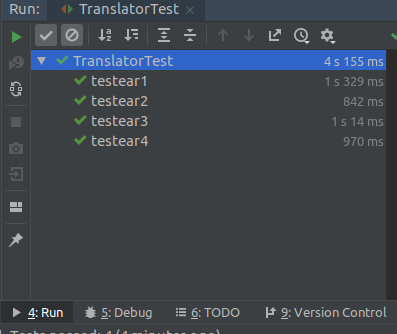 Run: TranslatorTest ×
TranslatorTest 4 s 155 ms
testear1 1 s 329 ms
testear2 842 ms
testear3 1 s 14 ms
testear4 970 ms
4: Run 5: Debug 6: TODO 9: Version Control
Tests passed: 4 (4 minutes ago)